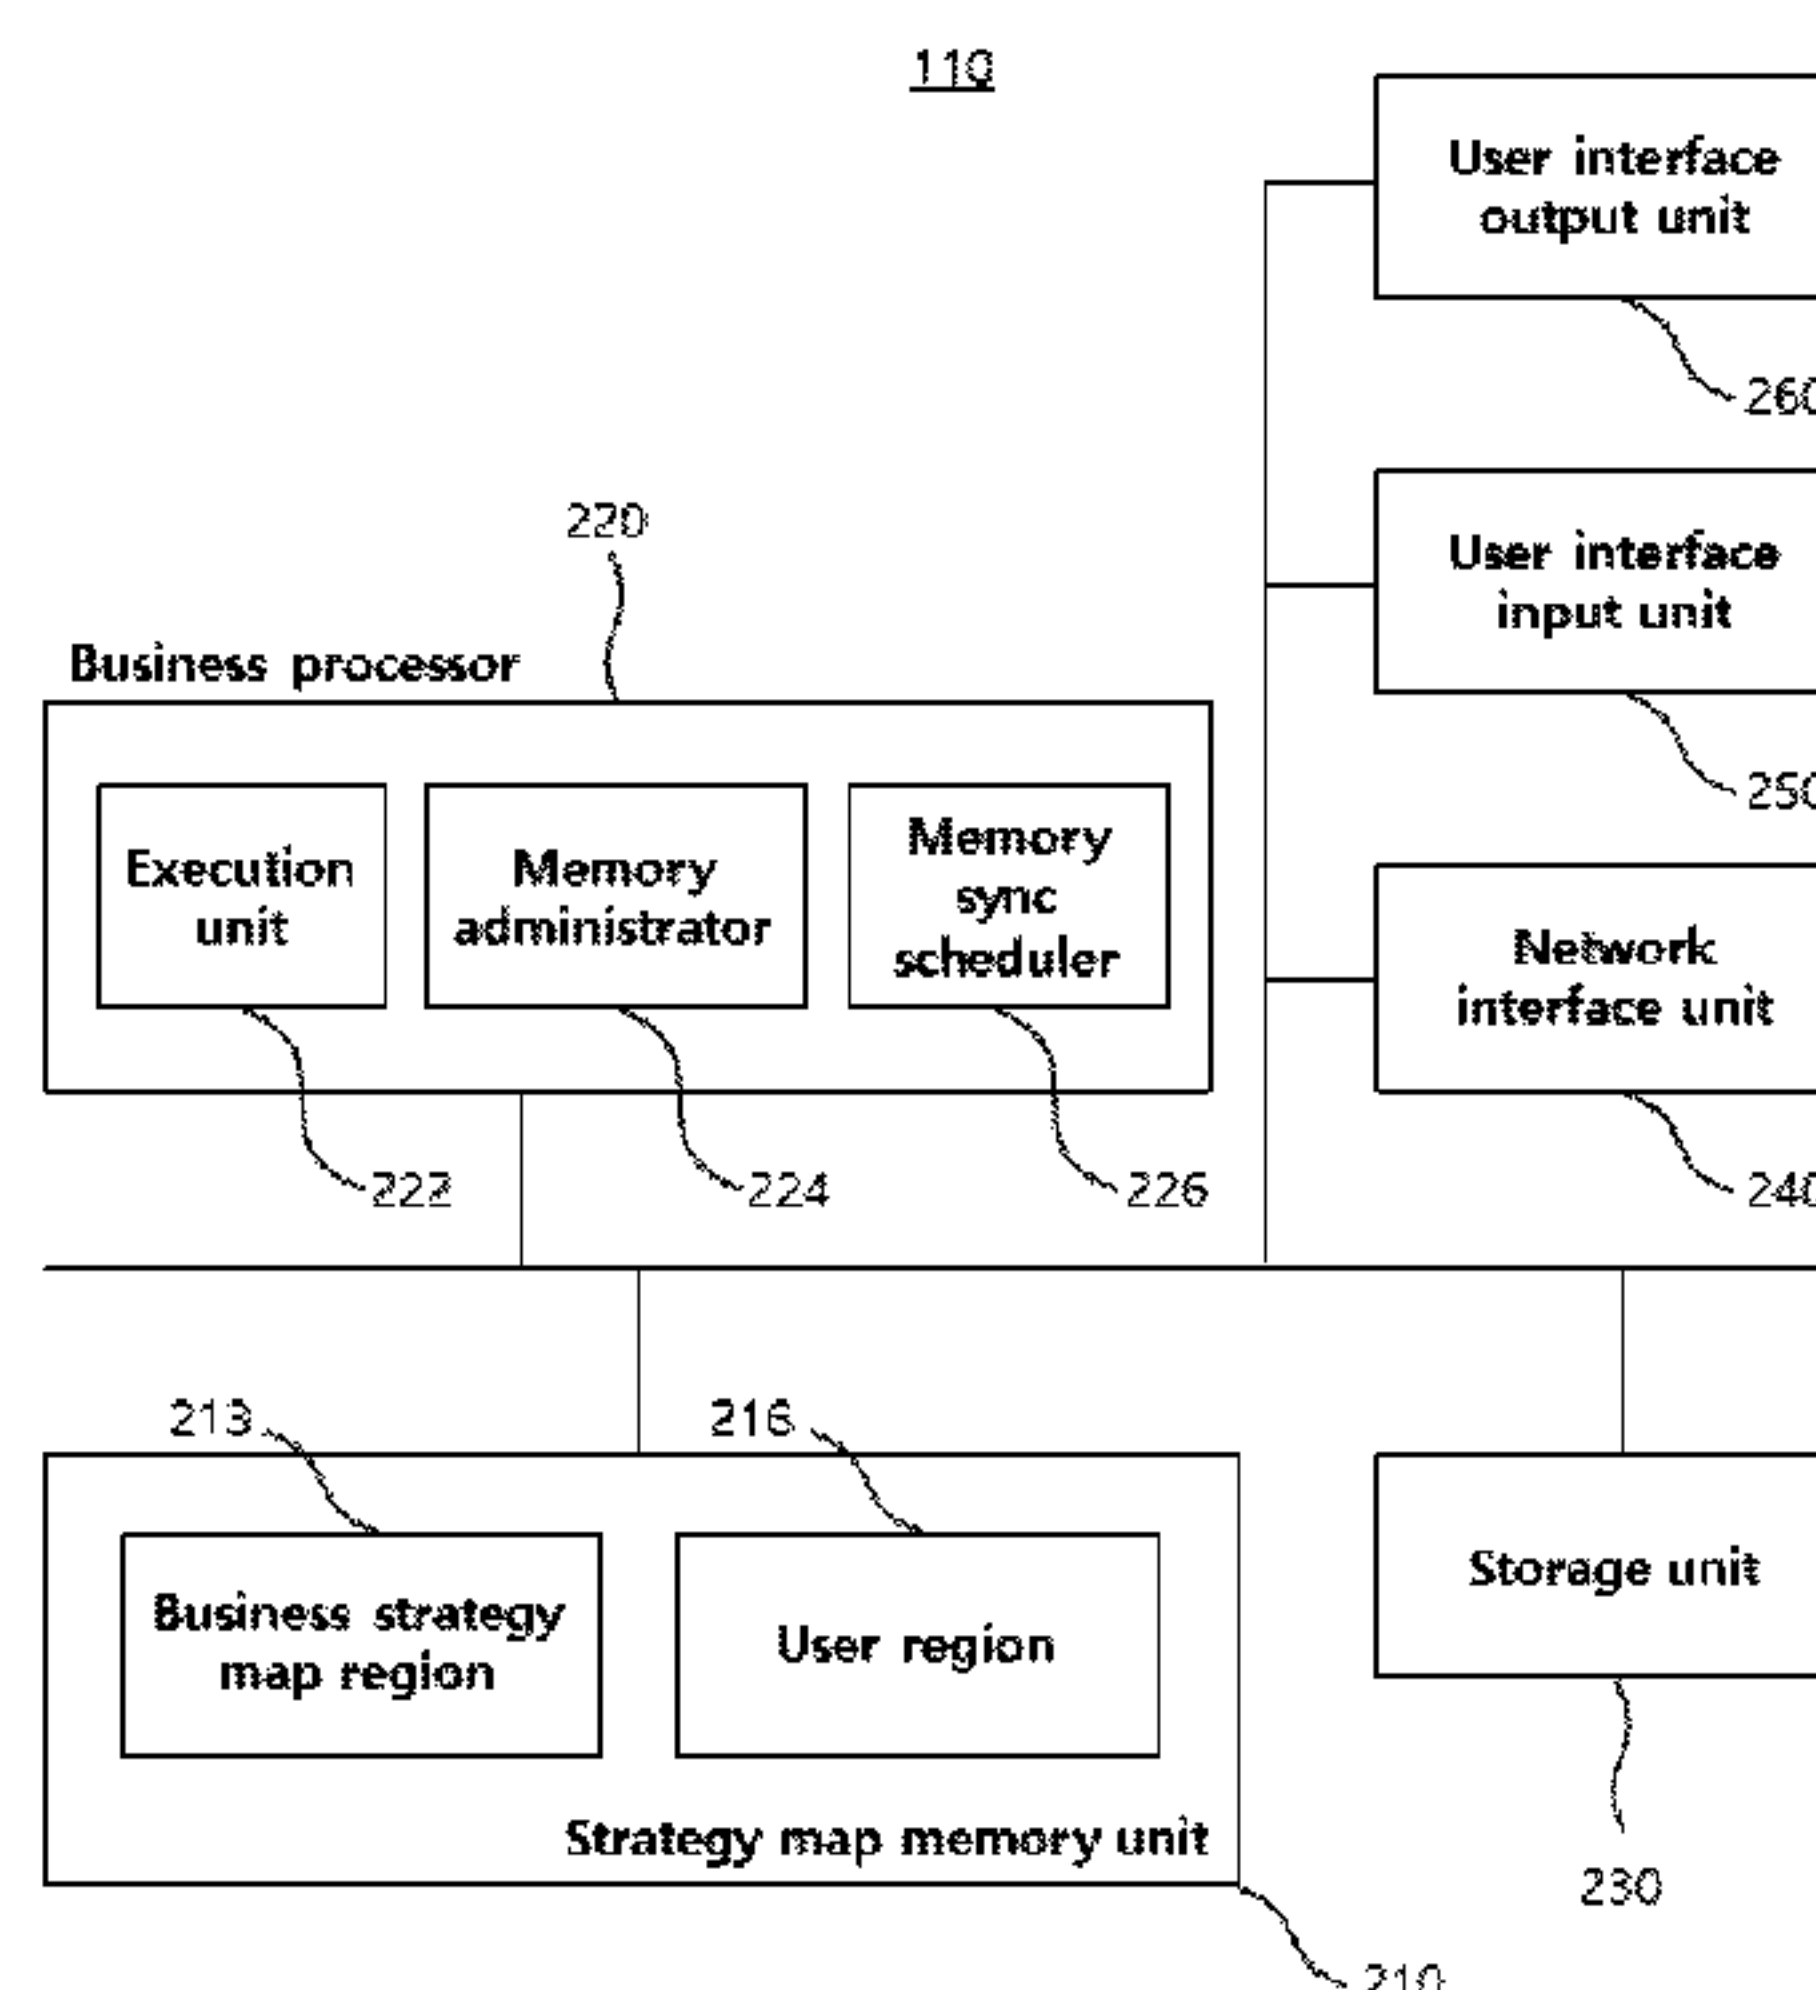 110
User interface
output unit
260
User interface
input unit
250
220
Business processor
Execution
unit
Memory
administrator
Memory
sync
scheduler
Network
interface unit
222
224
226
240
213
216
Business strategy
map region
User region
Storage unit
Strategy map memory unit
230
210